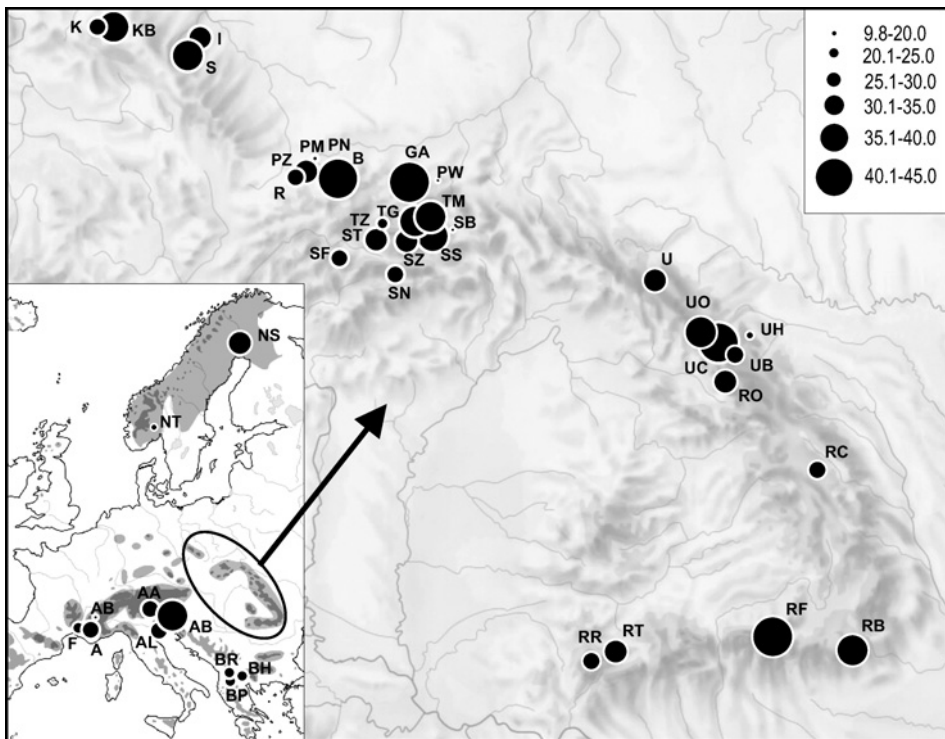 K
KB
I
S
9.8-20.0
20.1-25.0
25.1-30.0
30.1-35.0
35.1-40.0
40.1-45.0
PZ
PM
PN
B
R
GA
PW
TM
TZ
TG
SB
ST
SF
SZ
SS
SN
U
UO
UH
UC
UB
RO
RC
RF
RB
RR
RT
NS
NT
AB
AA
F
A
AL
AB
BR
BH
BP